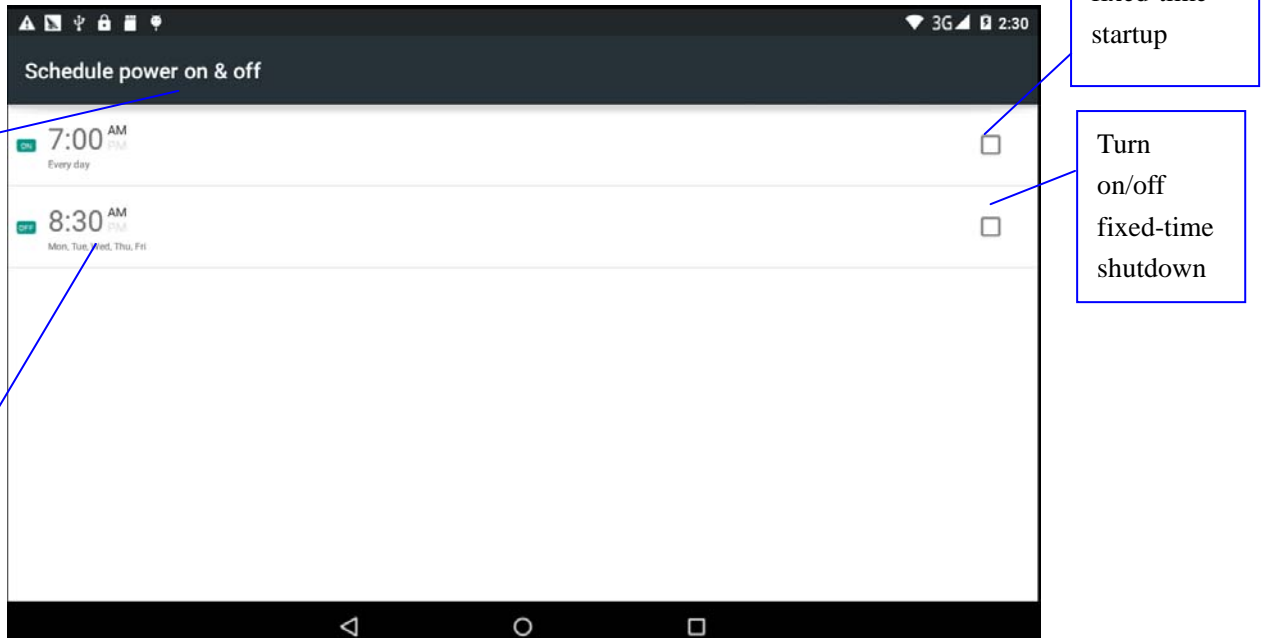 3G 2:30
Schedule power on & off
ON 7:00 AM PM
Every day
OFF 8:30 AM PM
Mon, Tue, Wed, Thu, Fri
startup
Turn
on/off
fixed-time
shutdown